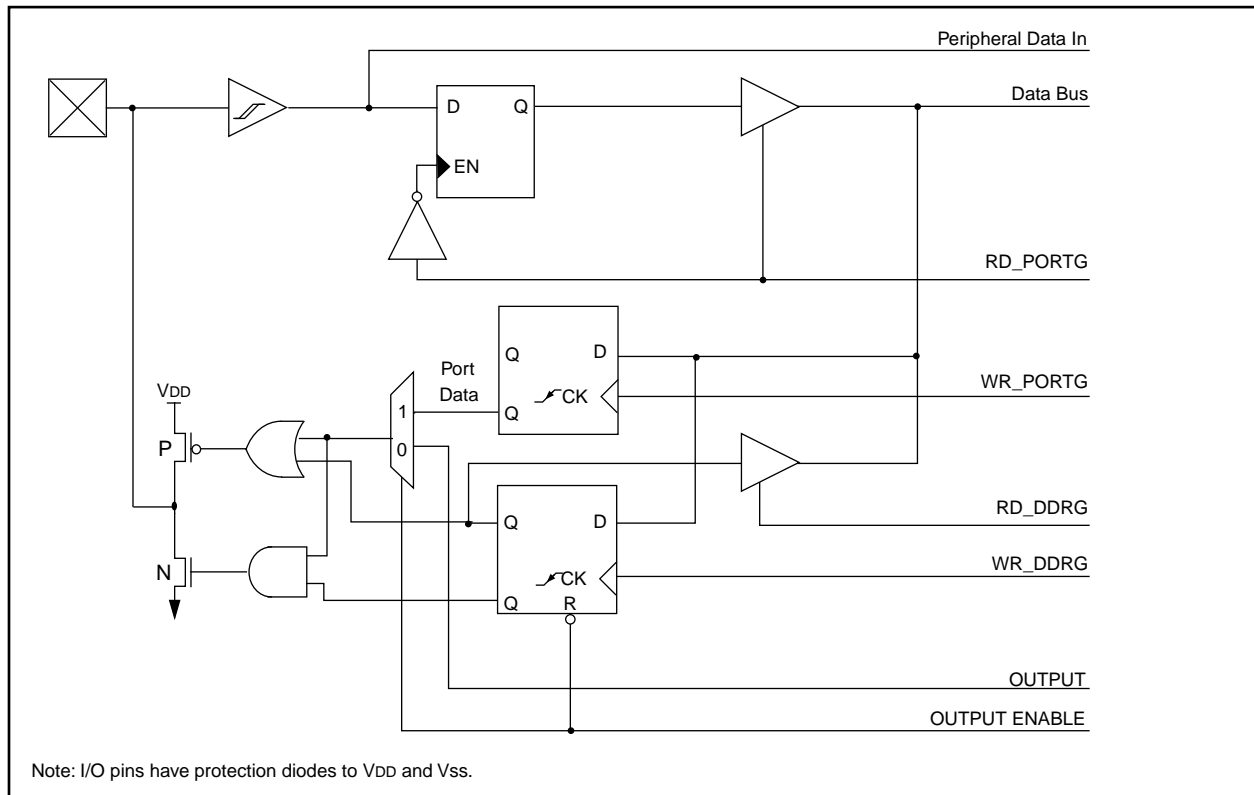 Peripheral Data In
D Q
Data Bus
EN
RD_PORTG
Q D
Port
Data
WR_PORTG
CK
VDD
1
Q
0
P
RD_DDRG
Q D
N
WR_DDRG
CK
Q
R
OUTPUT
OUTPUT ENABLE
Note: I/O pins have protection diodes to VDD and Vss.